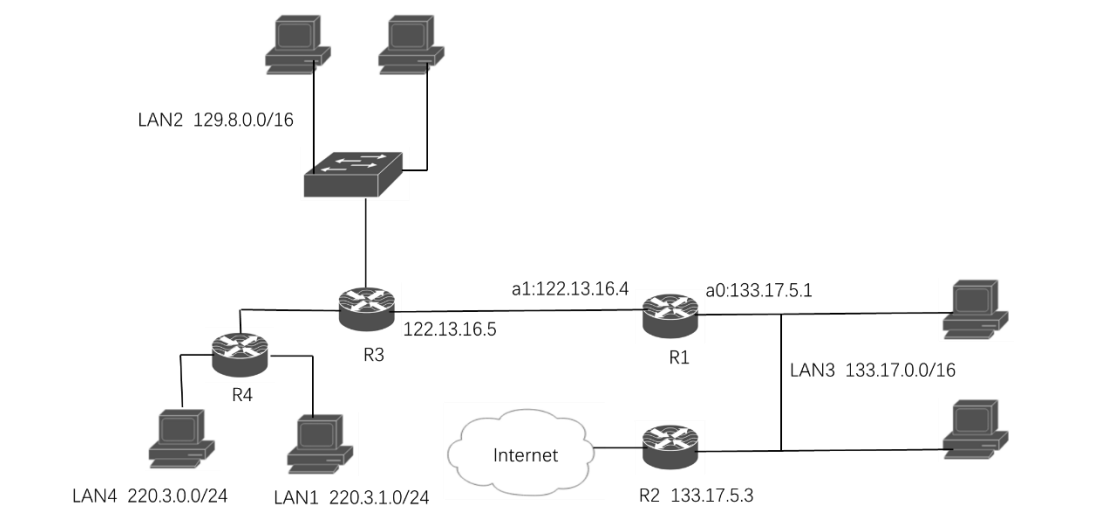 LAN2 129.8.0.0/16
a1:122.13.16.4
a0:133.17.5.1
122.13.16.5
R3
R1
LAN3 133.17.0.0/16
R4
Internet
LAN4 220.3.0.0/24
LAN1 220.3.1.0/24
R2 133.17.5.3